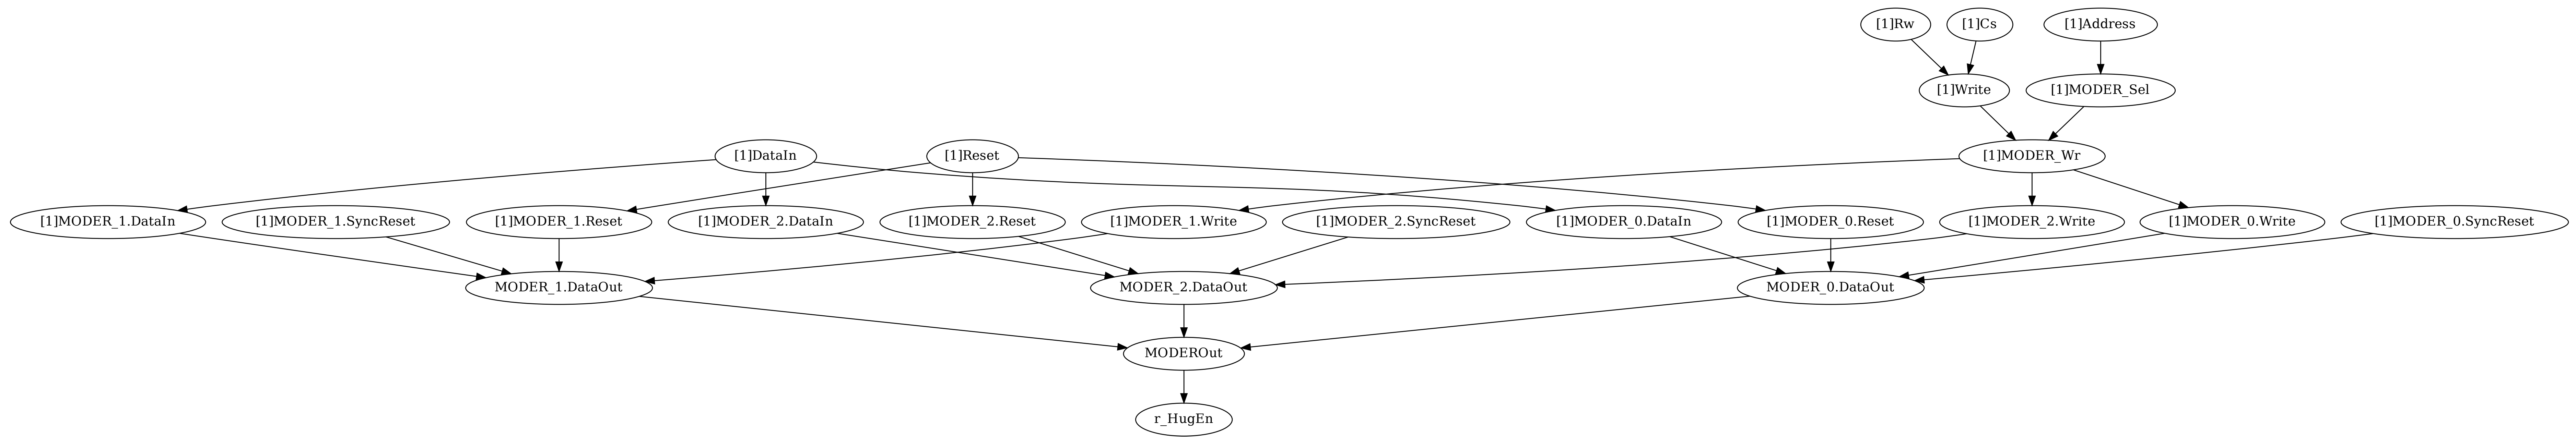 [1]Rw
[1]Cs
[1]Address
[1]Write
[1]MODER_Sel
[1]DataIn
[1]Reset
[1]MODER_Wr
[1]MODER_1.DataIn
[1]MODER_1.SyncReset
[1]MODER_1.Reset
[1]MODER_2.DataIn
[1]MODER_2.Reset
[1]MODER_1.Write
[1]MODER_2.SyncReset
[1]MODER_0.DataIn
[1]MODER_0.Reset
[1]MODER_2.Write
[1]MODER_0.Write
[1]MODER_0.SyncReset
MODER_1.DataOut
MODER_2.DataOut
MODER_0.DataOut
MODEROut
r_HugEn